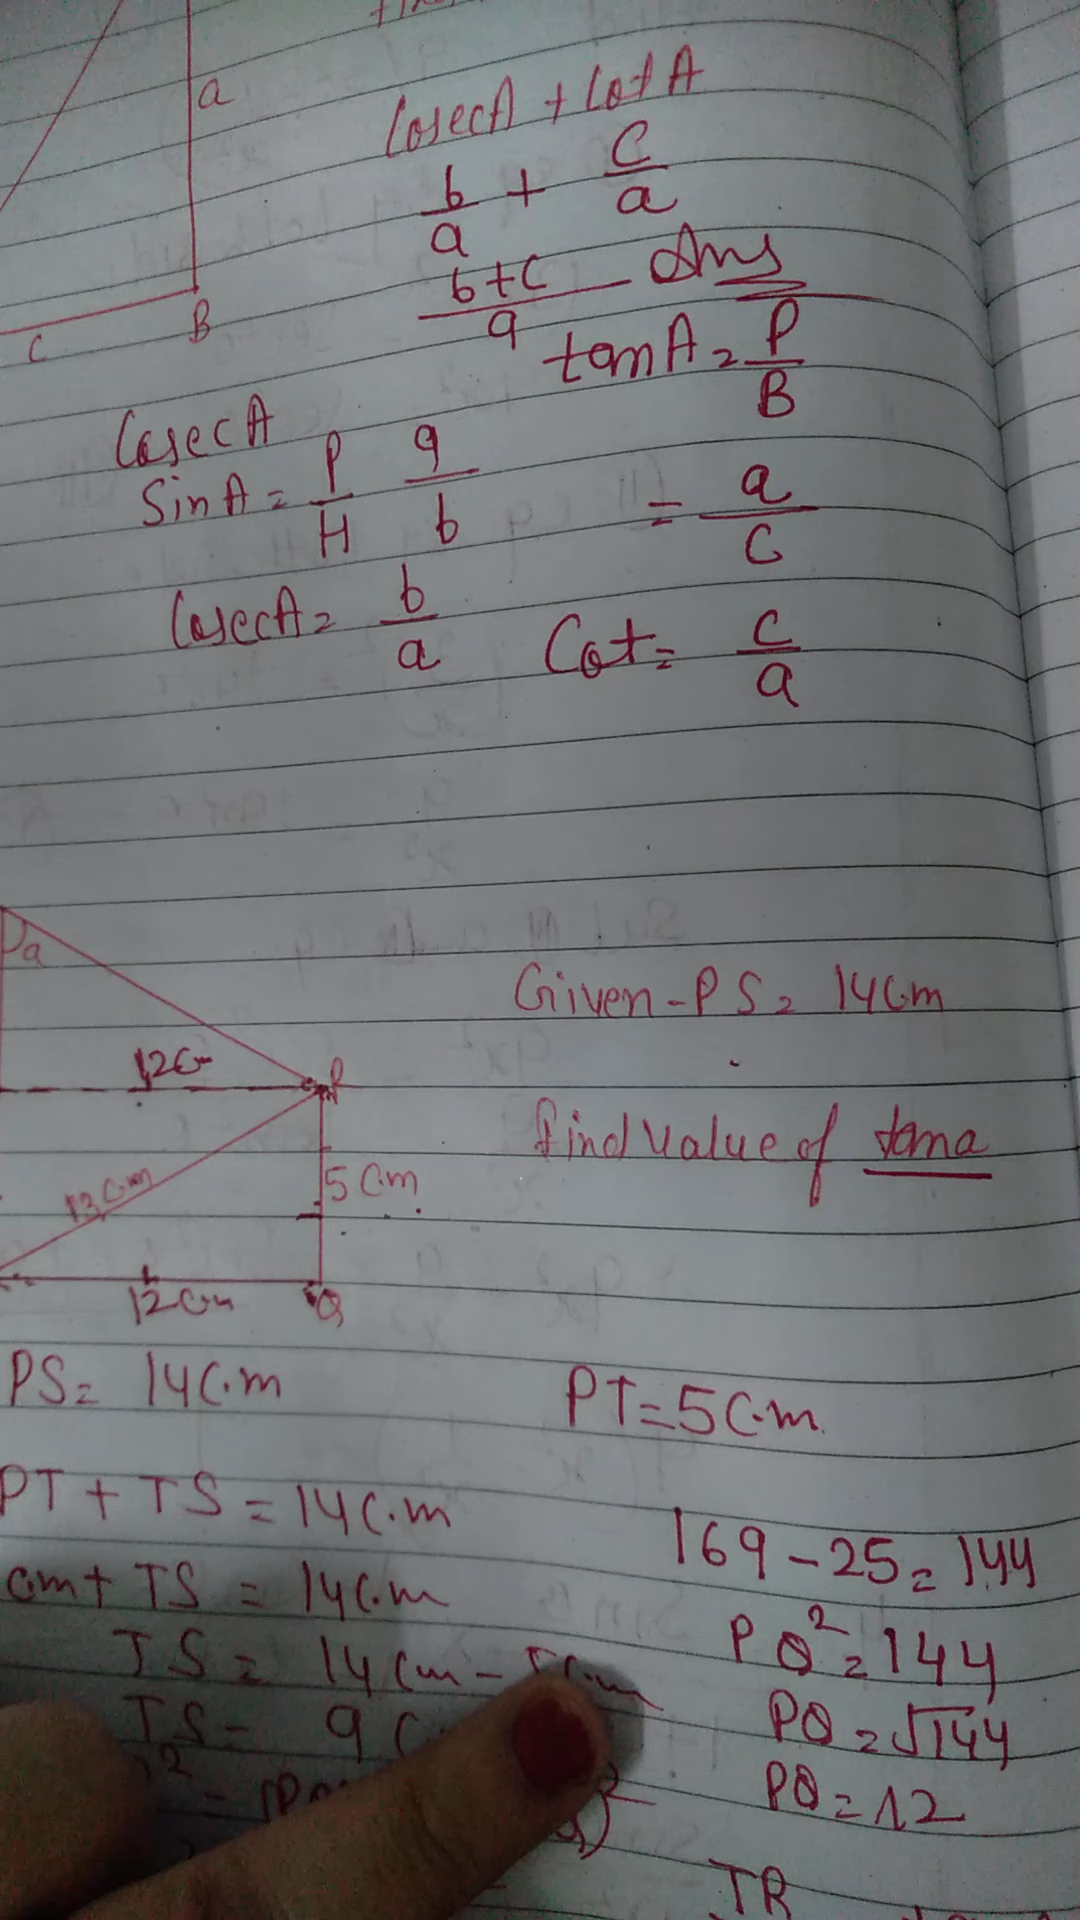 a
CosecA + CotA
b/a + C/a
b+C/a Ans
C
B
tanA = P/B
CosecA
SinA = P/H a/b
= a/C
CosecA = b/a
Cot = C/a
a
Given - PS = 14Cm
12Cm
R
find value of tana
13cm
5Cm
12Cm
Q
PS = 14C.m
PT = 5C.m
PT + TS = 14C.m
169 - 25 = 144
cm + TS = 14C.m
PQ² = 144
TS = 14Cm -
PQ = √144
TS = 9C
PQ = 12
TR